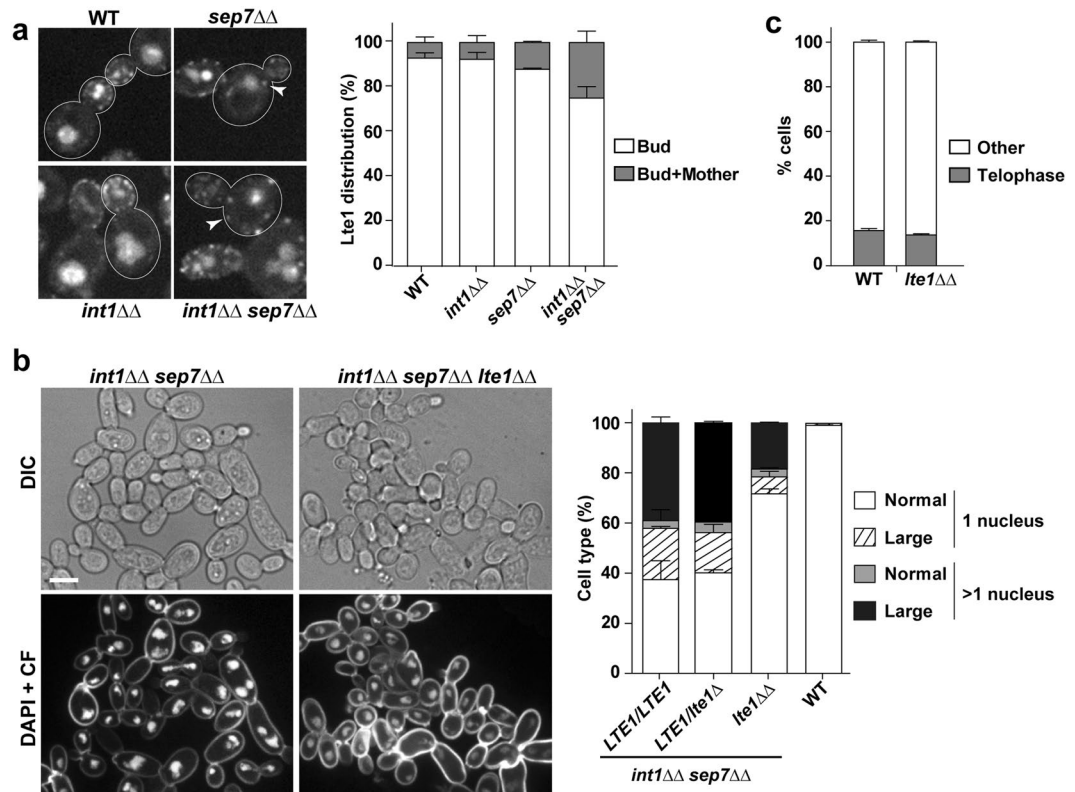 a
WT
sep7ΔΔ
int1ΔΔ
int1ΔΔ sep7ΔΔ
Lte1 distribution (%)
100
80
60
40
20
0
WT
int1ΔΔ
sep7ΔΔ
int1ΔΔ
sep7ΔΔ
Bud
Bud+Mother
c
% cells
100
80
60
40
20
0
WT
lte1ΔΔ
Other
Telophase
b
int1ΔΔ sep7ΔΔ
int1ΔΔ sep7ΔΔ lte1ΔΔ
DIC
DAPI + CF
Cell type (%)
100
80
60
40
20
0
LTE1/LTE1
LTE1/lte1Δ
lte1ΔΔ
WT
int1ΔΔ sep7ΔΔ
Normal
Large
1 nucleus
Normal
Large
>1 nucleus